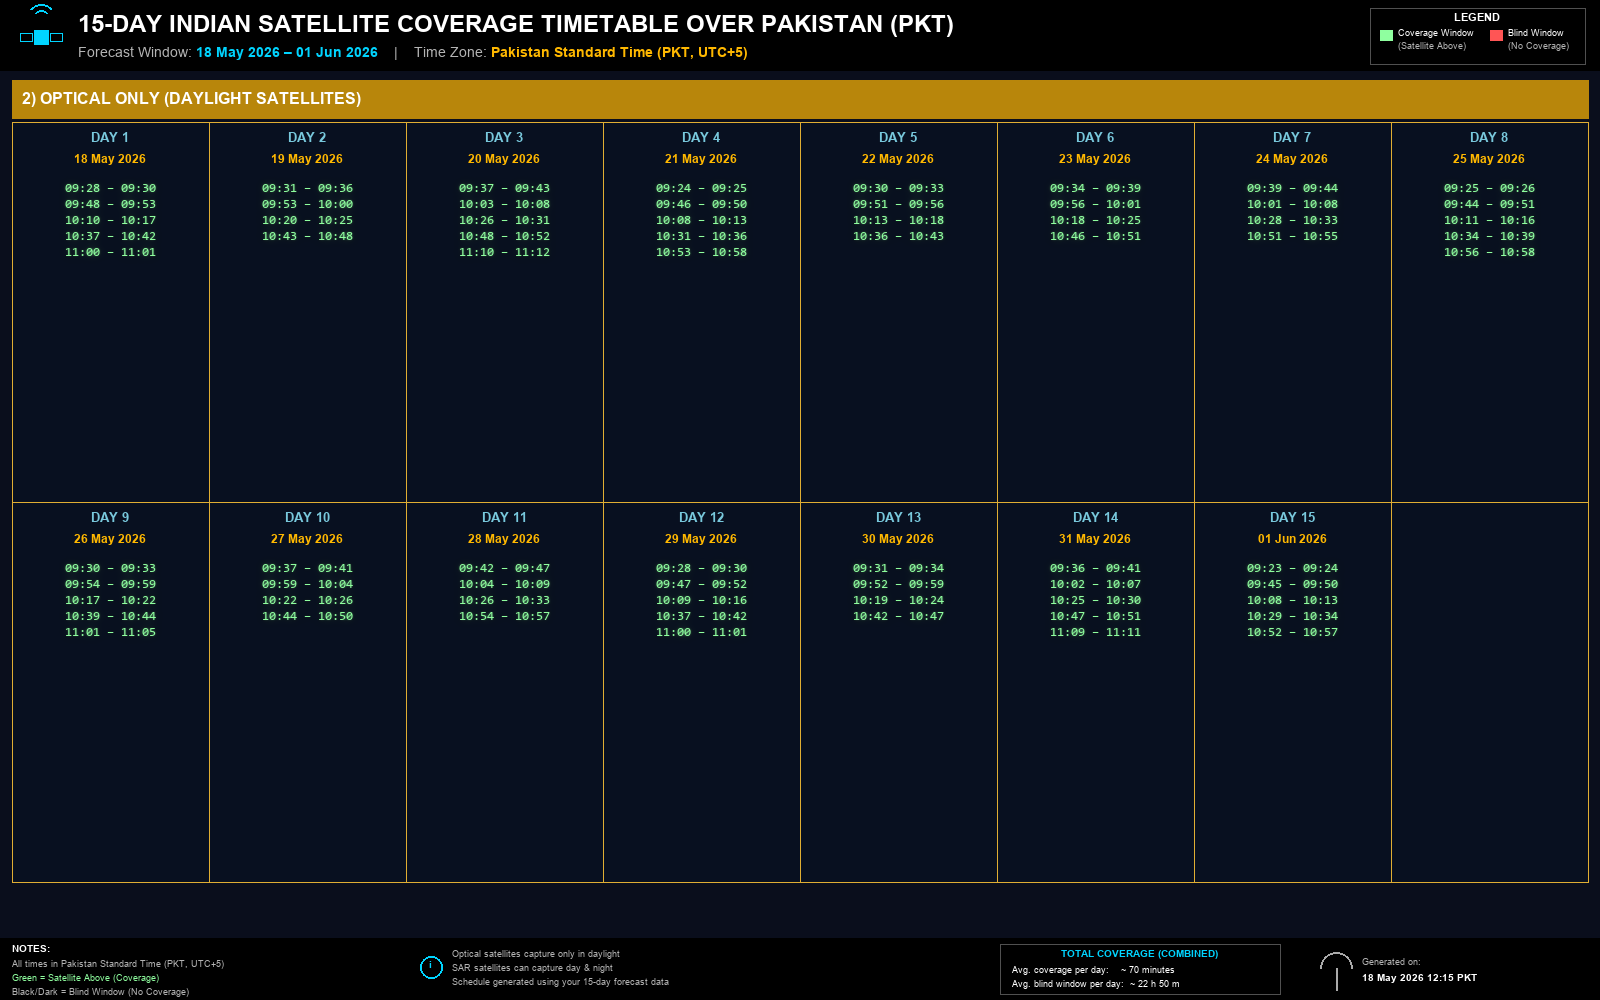 15-DAY INDIAN SATELLITE COVERAGE TIMETABLE OVER PAKISTAN (PKT)
Forecast Window: 18 May 2026 – 01 Jun 2026 | Time Zone: Pakistan Standard Time (PKT, UTC+5)
LEGEND
Coverage Window
(Satellite Above)
Blind Window
(No Coverage)
2) OPTICAL ONLY (DAYLIGHT SATELLITES)
DAY 1
18 May 2026
09:28 – 09:30
09:48 – 09:53
10:10 – 10:17
10:37 – 10:42
11:00 – 11:01
DAY 2
19 May 2026
09:31 – 09:36
09:53 – 10:00
10:20 – 10:25
10:43 – 10:48
DAY 3
20 May 2026
09:37 – 09:43
10:03 – 10:08
10:26 – 10:31
10:48 – 10:52
11:10 – 11:12
DAY 4
21 May 2026
09:24 – 09:25
09:46 – 09:50
10:08 – 10:13
10:31 – 10:36
10:53 – 10:58
DAY 5
22 May 2026
09:30 – 09:33
09:51 – 09:56
10:13 – 10:18
10:36 – 10:43
DAY 6
23 May 2026
09:34 – 09:39
09:56 – 10:01
10:18 – 10:25
10:46 – 10:51
DAY 7
24 May 2026
09:39 – 09:44
10:01 – 10:08
10:28 – 10:33
10:51 – 10:55
DAY 8
25 May 2026
09:25 – 09:26
09:44 – 09:51
10:11 – 10:16
10:34 – 10:39
10:56 – 10:58
DAY 9
26 May 2026
09:30 – 09:33
09:54 – 09:59
10:17 – 10:22
10:39 – 10:44
11:01 – 11:05
DAY 10
27 May 2026
09:37 – 09:41
09:59 – 10:04
10:22 – 10:26
10:44 – 10:50
DAY 11
28 May 2026
09:42 – 09:47
10:04 – 10:09
10:26 – 10:33
10:54 – 10:57
DAY 12
29 May 2026
09:28 – 09:30
09:47 – 09:52
10:09 – 10:16
10:37 – 10:42
11:00 – 11:01
DAY 13
30 May 2026
09:31 – 09:34
09:52 – 09:59
10:19 – 10:24
10:42 – 10:47
DAY 14
31 May 2026
09:36 – 09:41
10:02 – 10:07
10:25 – 10:30
10:47 – 10:51
11:09 – 11:11
DAY 15
01 Jun 2026
09:23 – 09:24
09:45 – 09:50
10:08 – 10:13
10:29 – 10:34
10:52 – 10:57
NOTES:
All times in Pakistan Standard Time (PKT, UTC+5)
Green = Satellite Above (Coverage)
Black/Dark = Blind Window (No Coverage)
i
Optical satellites capture only in daylight
SAR satellites can capture day & night
Schedule generated using your 15-day forecast data
TOTAL COVERAGE (COMBINED)
Avg. coverage per day: ~ 70 minutes
Avg. blind window per day: ~ 22 h 50 m
Generated on:
18 May 2026 12:15 PKT